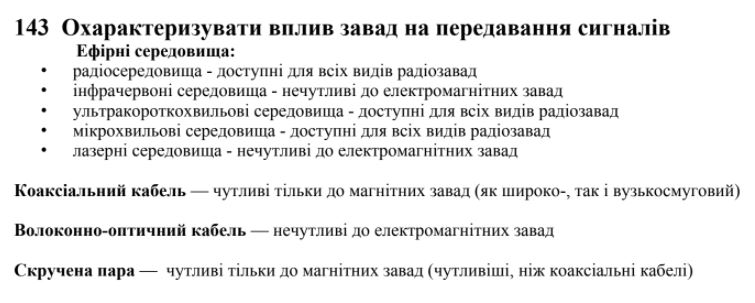 143 Охарактеризувати вплив завад на передавання сигналів
Ефірні середовища:
• радіосередовища - доступні для всіх видів радіозавад
• інфрачервоні середовища - нечутливі до електромагнітних завад
• ультракороткохвильові середовища - доступні для всіх видів радіозавад
• мікрохвильові середовища - доступні для всіх видів радіозавад
• лазерні середовища - нечутливі до електромагнітних завад
Коаксіальний кабель — чутливі тільки до магнітних завад (як широко-, так і вузькосмуговий)
Волоконно-оптичний кабель — нечутливі до електромагнітних завад
Скручена пара — чутливі тільки до магнітних завад (чутливіші, ніж коаксіальні кабелі)